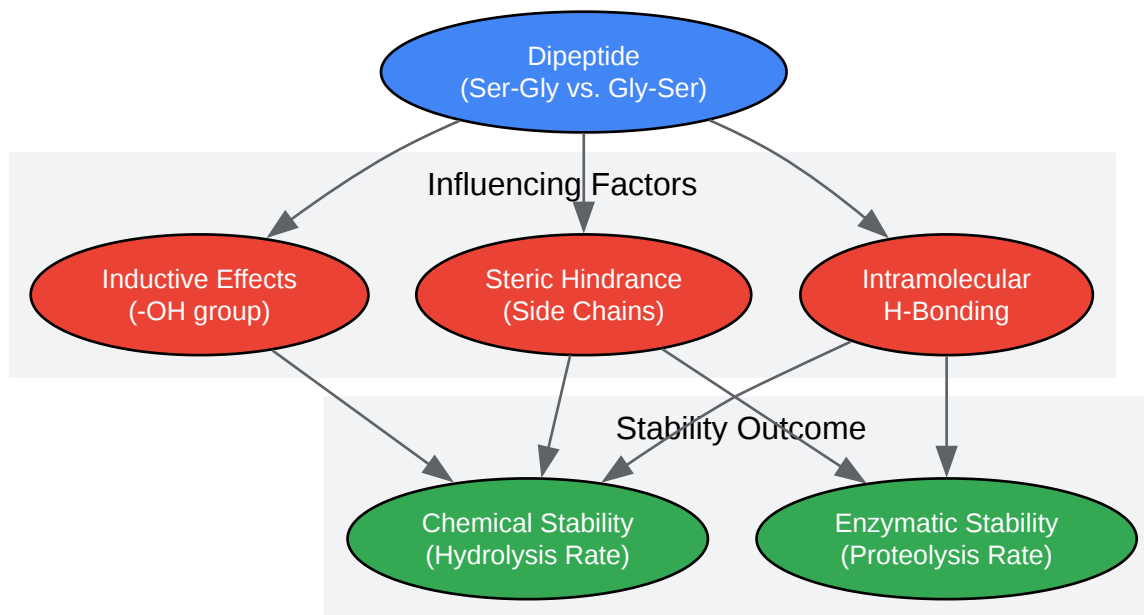 Dipeptide
(Ser-Gly vs. Gly-Ser)
Influencing Factors
Inductive Effects
(-OH group)
Steric Hindrance
(Side Chains)
Intramolecular
H-Bonding
Stability Outcome
Chemical Stability
(Hydrolysis Rate)
Enzymatic Stability
(Proteolysis Rate)